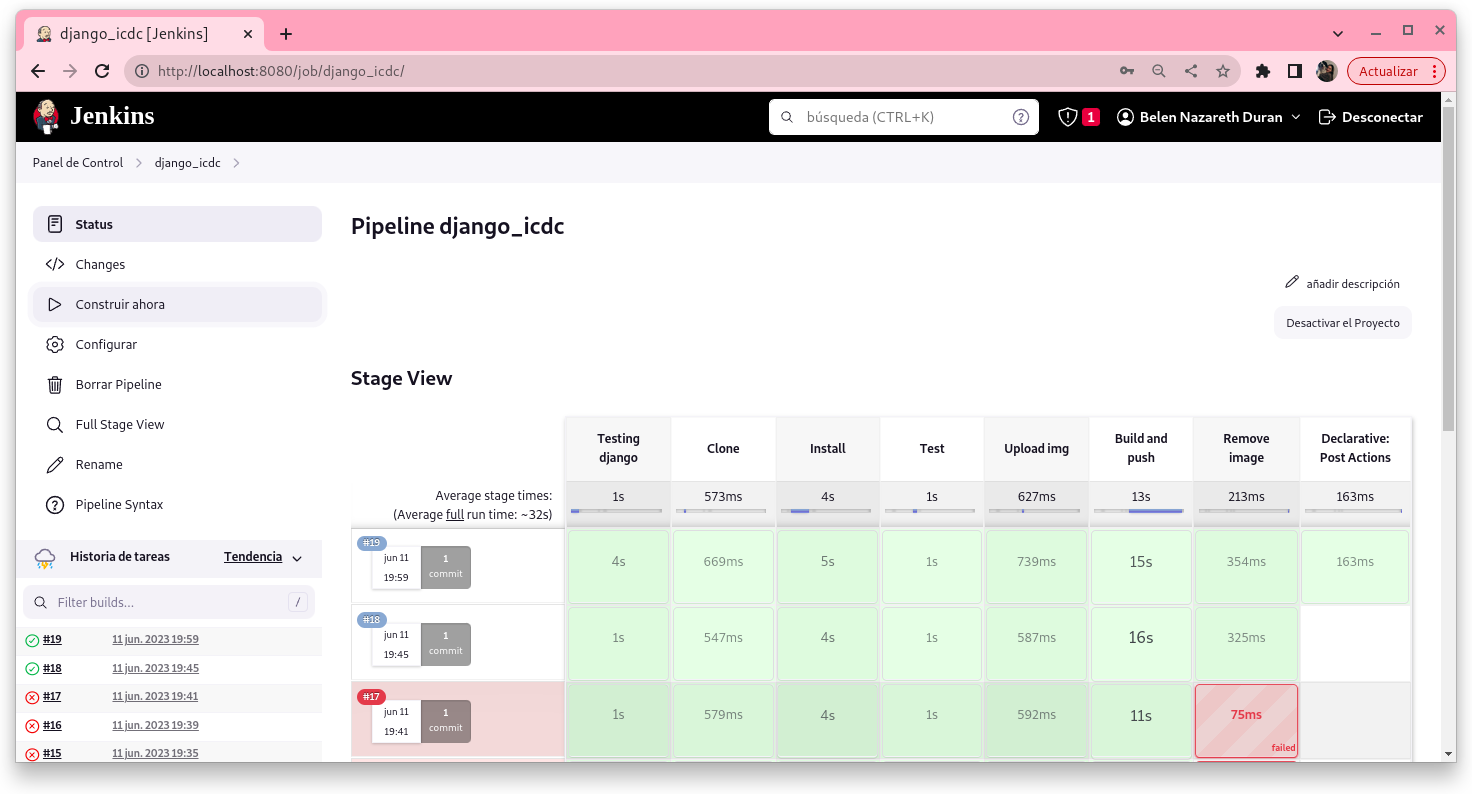 django_icdc [Jenkins]
http://localhost:8080/job/django_icdc/
Actualizar
Jenkins
búsqueda (CTRL+K)
1
Belen Nazareth Duran
Desconectar
Panel de Control
django_icdc
Status
Changes
Construir ahora
Configurar
Borrar Pipeline
Full Stage View
Rename
Pipeline Syntax
Historia de tareas
Tendencia
Filter builds...
/
#19 11 jun. 2023 19:59
#18 11 jun. 2023 19:45
#17 11 jun. 2023 19:41
#16 11 jun. 2023 19:39
#15 11 jun. 2023 19:35
Pipeline django_icdc
añadir descripción
Desactivar el Proyecto
Stage View
Testing
django
Clone
Install
Test
Upload img
Build and
push
Remove
image
Declarative:
Post Actions
Average stage times:
(Average full run time: ~32s)
1s 573ms 4s 1s 627ms 13s 213ms 163ms
#19
jun 11
19:59
1
commit
4s 669ms 5s 1s 739ms 15s 354ms 163ms
#18
jun 11
19:45
1
commit
1s 547ms 4s 1s 587ms 16s 325ms
#17
jun 11
19:41
1
commit
1s 579ms 4s 1s 592ms 11s 75ms
failed